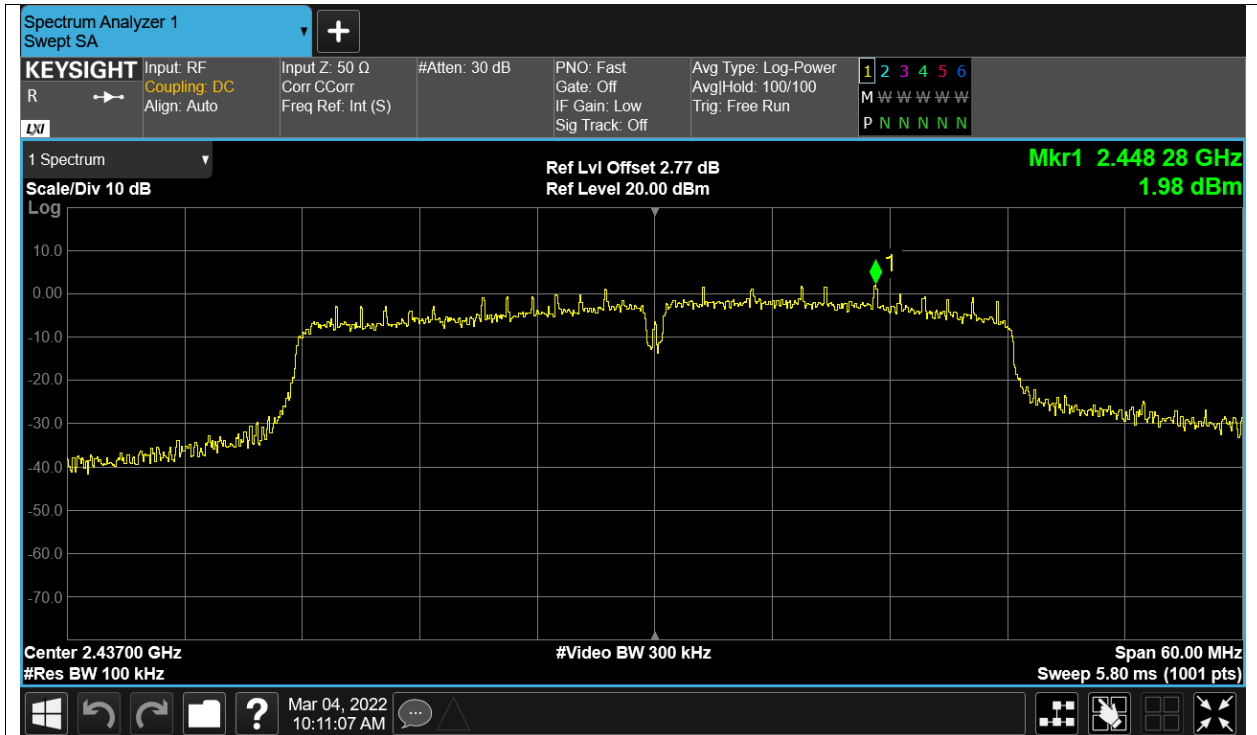 Spectrum Analyzer 1
Swept SA
+
KEYSIGHT
R
LXI
Input: RF
Coupling: DC
Align: Auto
Input Z: 50 Ω
Corr CCorr
Freq Ref: Int (S)
#Atten: 30 dB
PNO: Fast
Gate: Off
IF Gain: Low
Sig Track: Off
Avg Type: Log-Power
Avg|Hold: 100/100
Trig: Free Run
1 2 3 4 5 6
M W W W W W
P N N N N N
1 Spectrum
Scale/Div 10 dB
Log
Ref Lvl Offset 2.77 dB
Ref Level 20.00 dBm
Mkr1 2.448 28 GHz
1.98 dBm
1
10.0
0.00
-10.0
-20.0
-30.0
-40.0
-50.0
-60.0
-70.0
Center 2.43700 GHz
#Res BW 100 kHz
#Video BW 300 kHz
Span 60.00 MHz
Sweep 5.80 ms (1001 pts)
?
Mar 04, 2022
10:11:07 AM